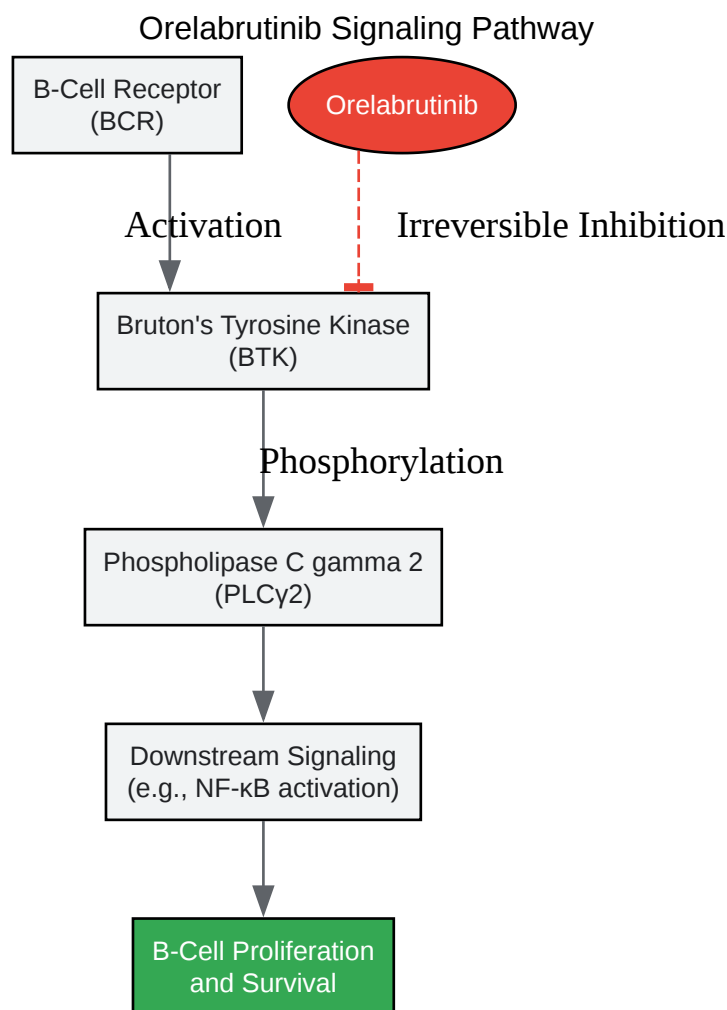 Orelabrutinib Signaling Pathway
B-Cell Receptor
(BCR)
Orelabrutinib
Activation
Irreversible Inhibition
Bruton's Tyrosine Kinase
(BTK)
Phosphorylation
Phospholipase C gamma 2
(PLCγ2)
Downstream Signaling
(e.g., NF-κB activation)
B-Cell Proliferation
and Survival